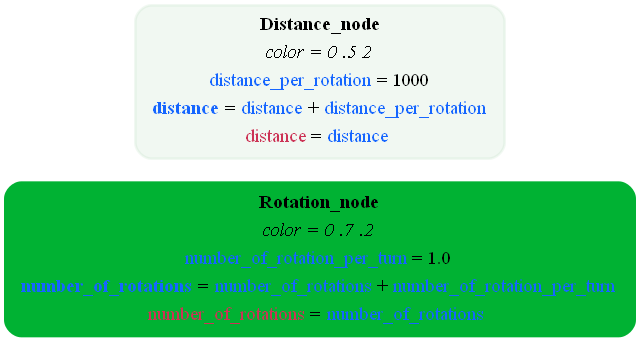 Distance_node
color = 0 .5 2
distance_per_rotation = 1000
distance = distance + distance_per_rotation
distance = distance
Rotation_node
color = 0 .7 .2
number_of_rotation_per_turn = 1.0
number_of_rotations = number_of_rotations + number_of_rotation_per_turn
number_of_rotations = number_of_rotations